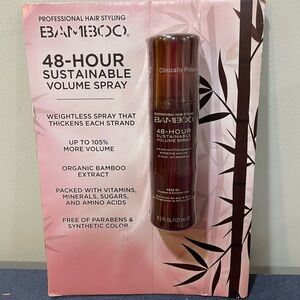 PROFESSIONAL HAIR STYLING
BAMBOO
48-HOUR
SUSTAINABLE
VOLUME SPRAY
WEIGHTLESS SPRAY THAT
THICKENS EACH STRAND
UP TO 105%
MORE VOLUME
ORGANIC BAMBOO
EXTRACT
PACKED WITH VITAMINS,
MINERALS, SUGARS,
AND AMINO ACIDS
FREE OF PARABENS &
SYNTHETIC COLOR
Clinically
PROFESSIONAL HAIR STYLING
BAMBOO
48-HOUR
SUSTAINABLE
VOLUME SPRAY
FREE OF